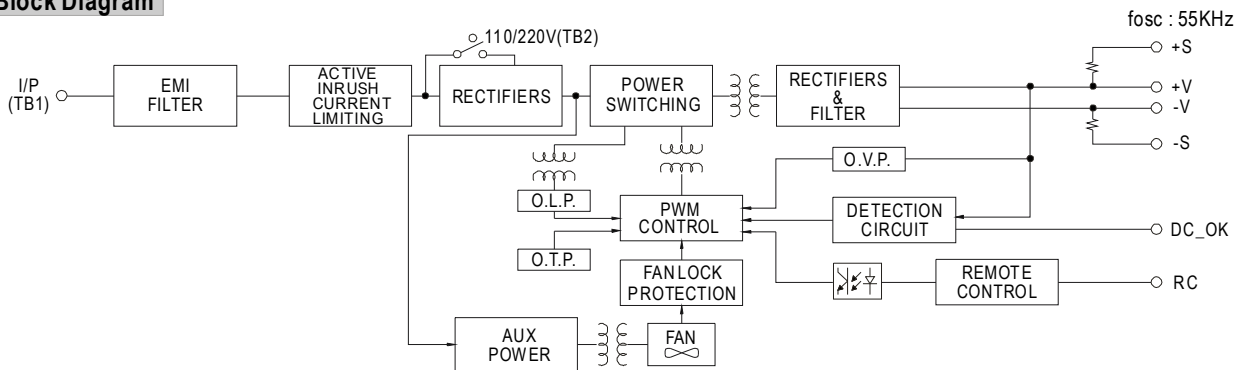 Block Diagram
fosc : 55KHz
110/220V(TB2)
I/P
(TB1)
EMI
FILTER
ACTIVE
INRUSH
CURRENT
LIMITING
RECTIFIERS
POWER
SWITCHING
RECTIFIERS
&
FILTER
+S
+V
-V
-S
O.V.P.
O.L.P.
O.T.P.
PWM
CONTROL
DETECTION
CIRCUIT
DC_OK
FANLOCK
PROTECTION
REMOTE
CONTROL
RC
AUX
POWER
FAN